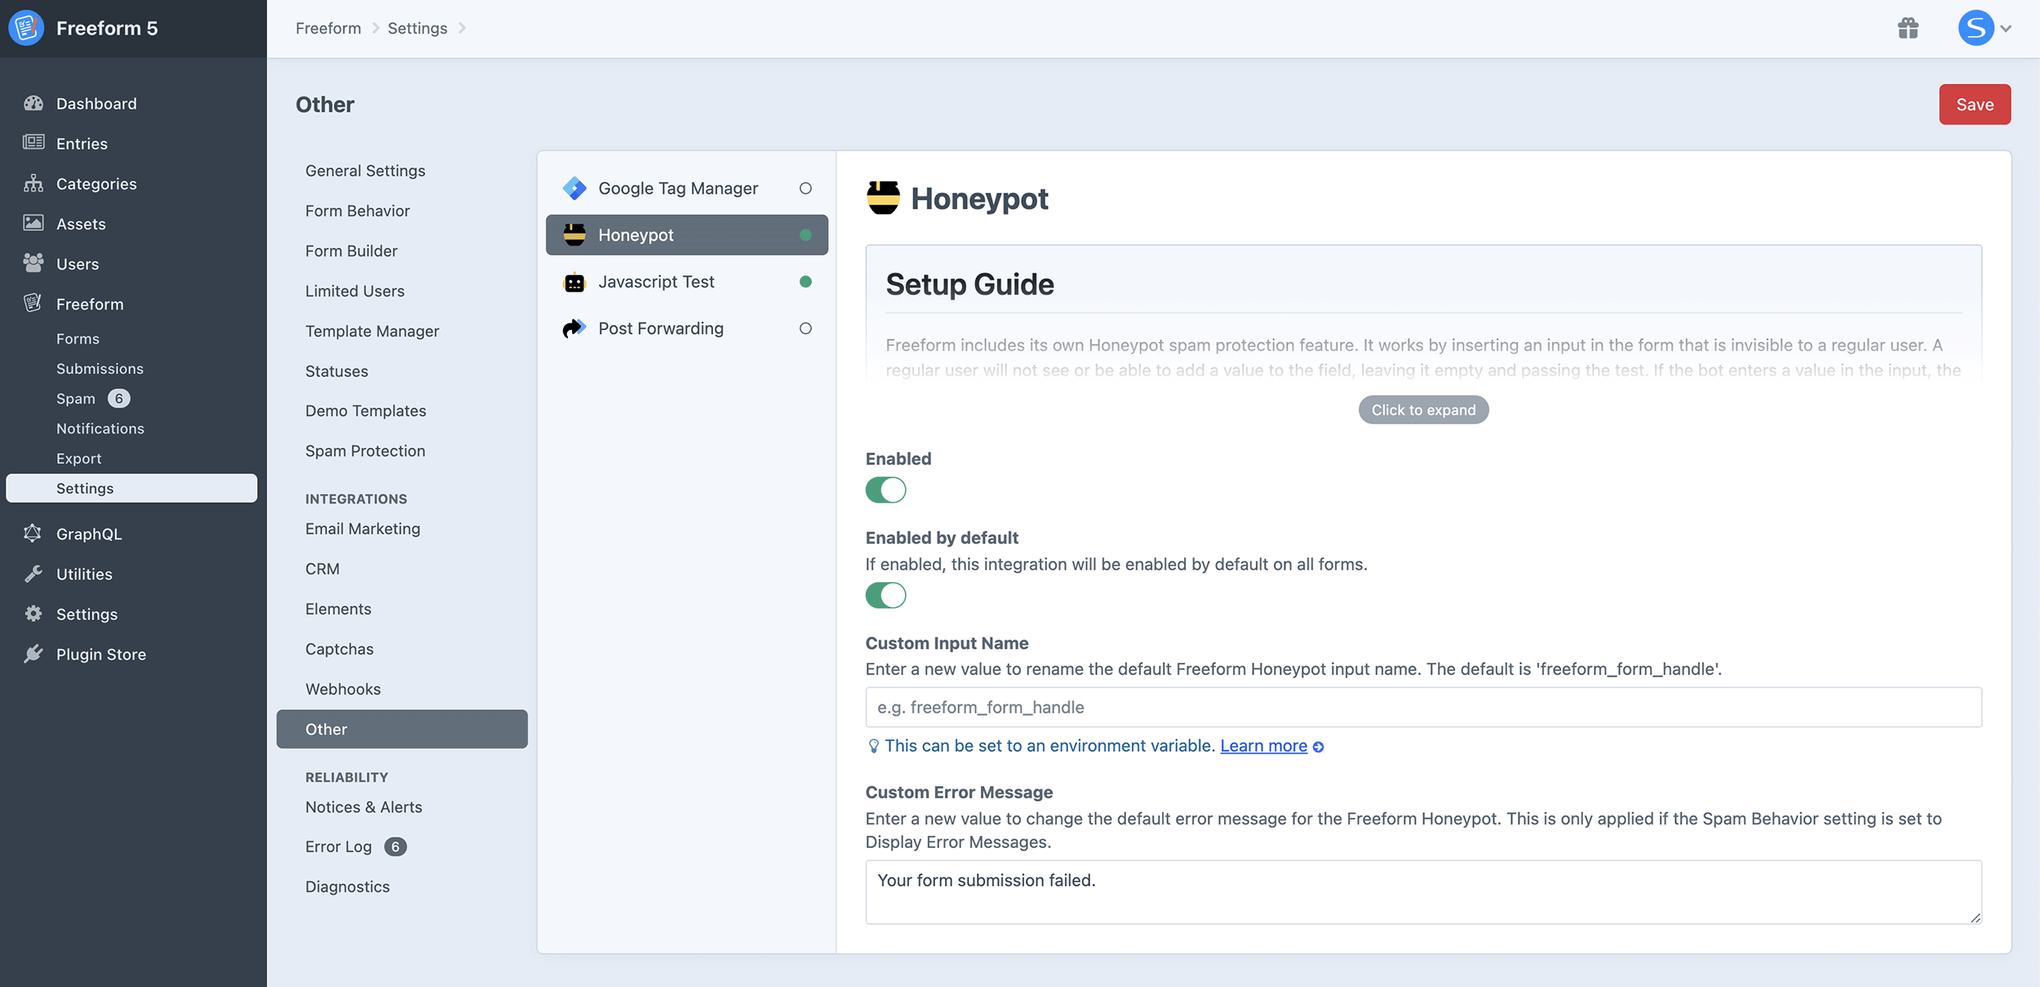 Freeform 5
Freeform
Settings
S
Dashboard
Entries
Categories
Assets
Users
Freeform
Forms
Submissions
Spam 6
Notifications
Export
Settings
GraphQL
Utilities
Settings
Plugin Store
Other
Save
General Settings
Form Behavior
Form Builder
Limited Users
Template Manager
Statuses
Demo Templates
Spam Protection
INTEGRATIONS
Email Marketing
CRM
Elements
Captchas
Webhooks
Other
RELIABILITY
Notices & Alerts
Error Log 6
Diagnostics
Google Tag Manager
Honeypot
Javascript Test
Post Forwarding
Honeypot
Setup Guide
Freeform includes its own Honeypot spam protection feature. It works by inserting an input in the form that is invisible to a regular user. A
regular user will not see or be able to add a value to the field, leaving it empty and passing the test. If the bot enters a value in the input, the
Click to expand
Enabled
Enabled by default
If enabled, this integration will be enabled by default on all forms.
Custom Input Name
Enter a new value to rename the default Freeform Honeypot input name. The default is 'freeform_form_handle'.
e.g. freeform_form_handle
This can be set to an environment variable. Learn more
Custom Error Message
Enter a new value to change the default error message for the Freeform Honeypot. This is only applied if the Spam Behavior setting is set to
Display Error Messages.
Your form submission failed.